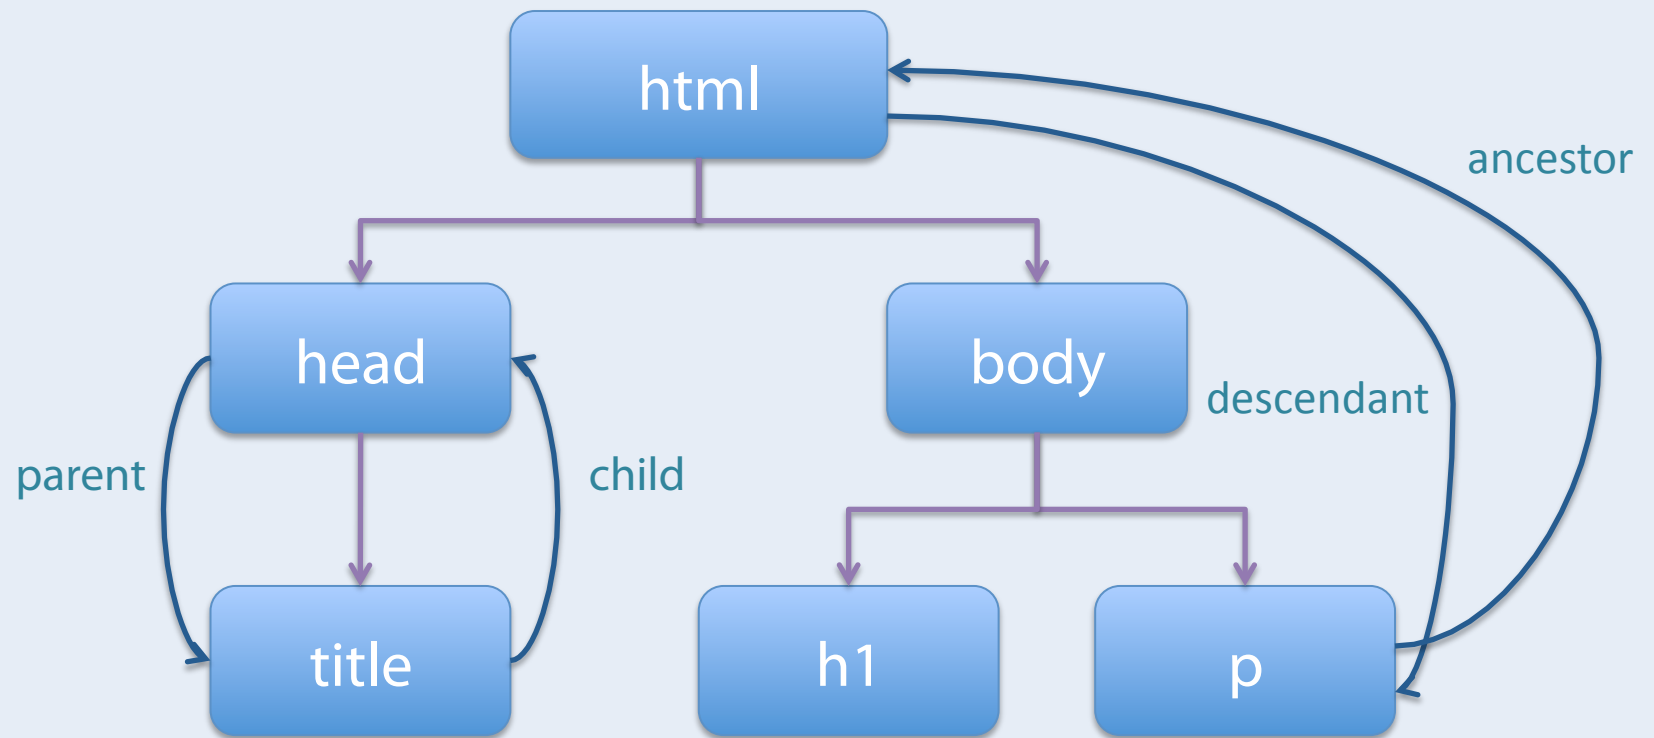 html
ancestor
head
body
descendant
parent
child
title
h1
p